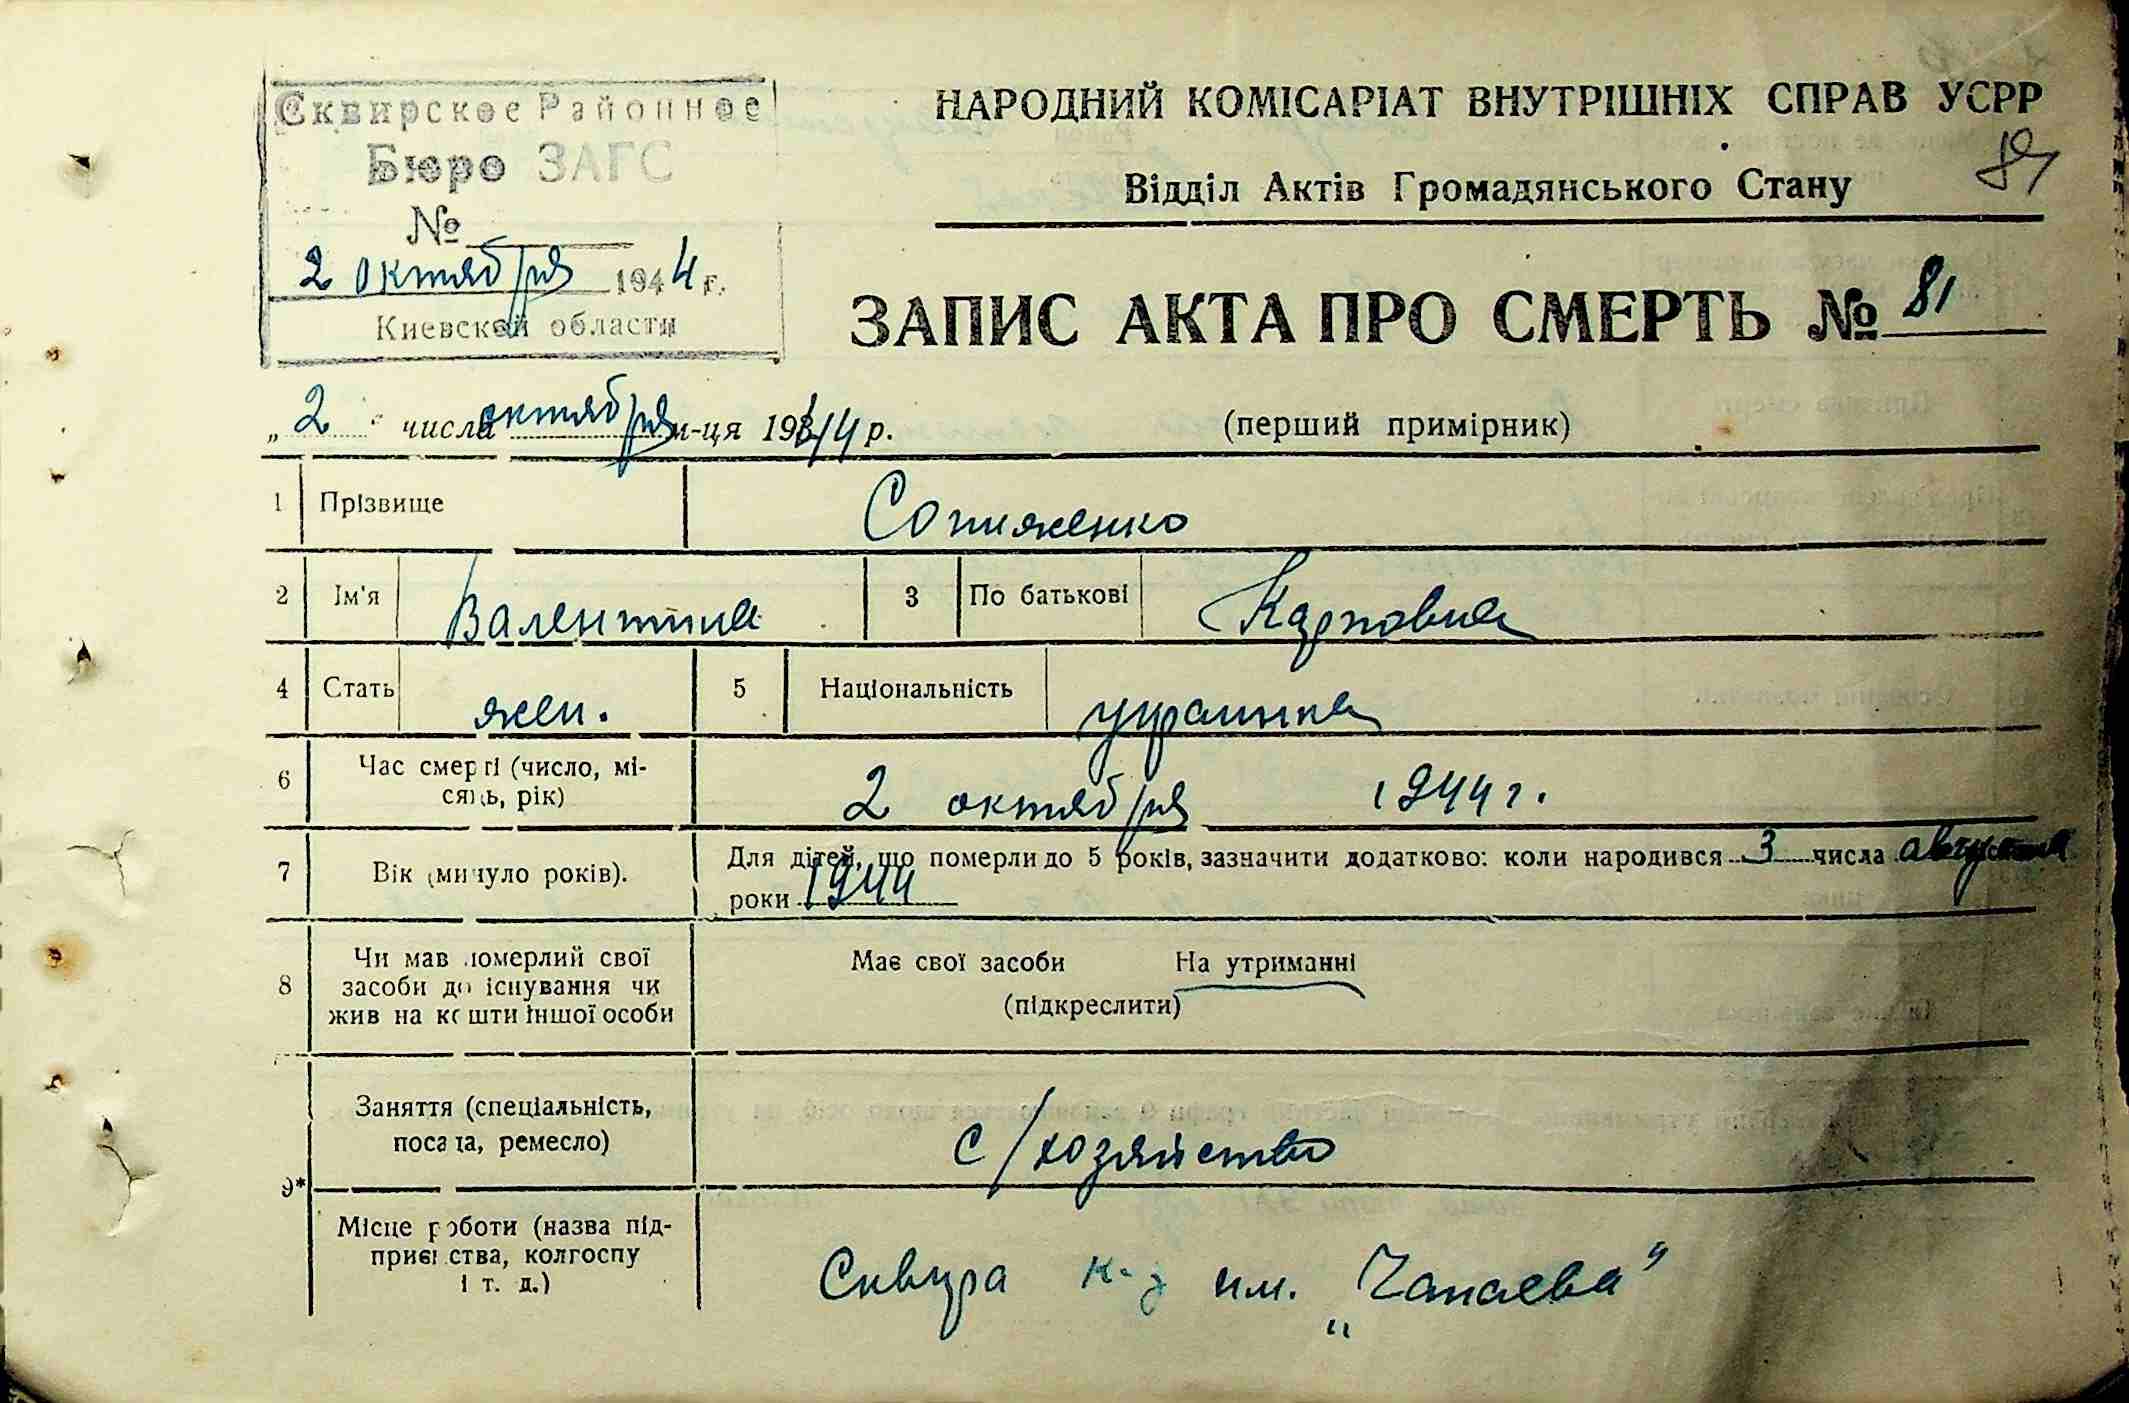 Сквирское Районное
Бюро ЗАГС
№
2 октября 1944 г.
Киевской области
НАРОДНИЙ КОМІСАРІАТ ВНУТРІШНІХ СПРАВ УСРР
Відділ Актів Громадянського Стану
ЗАПИС АКТА ПРО СМЕРТЬ № 81
„ 2 " числа октября м-ця 1944 р. (перший примірник)
1 Прізвище Сопиженко
2 Ім'я Валентина 3 По батькові Карповна
4 Стать жен. 5 Національність украинка
6 Час смерті (число, мі-
сяць, рік) 2 октября 1944 г.
7 Вік (минуло років). Для дітей, що померли до 5 років, зазначити додатково: коли народився 3 числа августа
роки 1944
8 Чи мав померлий свої
засоби до існування чи
жив на кошти іншої особи
Має свої засоби На утриманні
(підкреслити)
9* Заняття (спеціальність,
посада, ремесло) с/хозяйство
Місце роботи (назва під-
приємства, колгоспу
і т. д.) Сквира к-з им. „Чапаева"